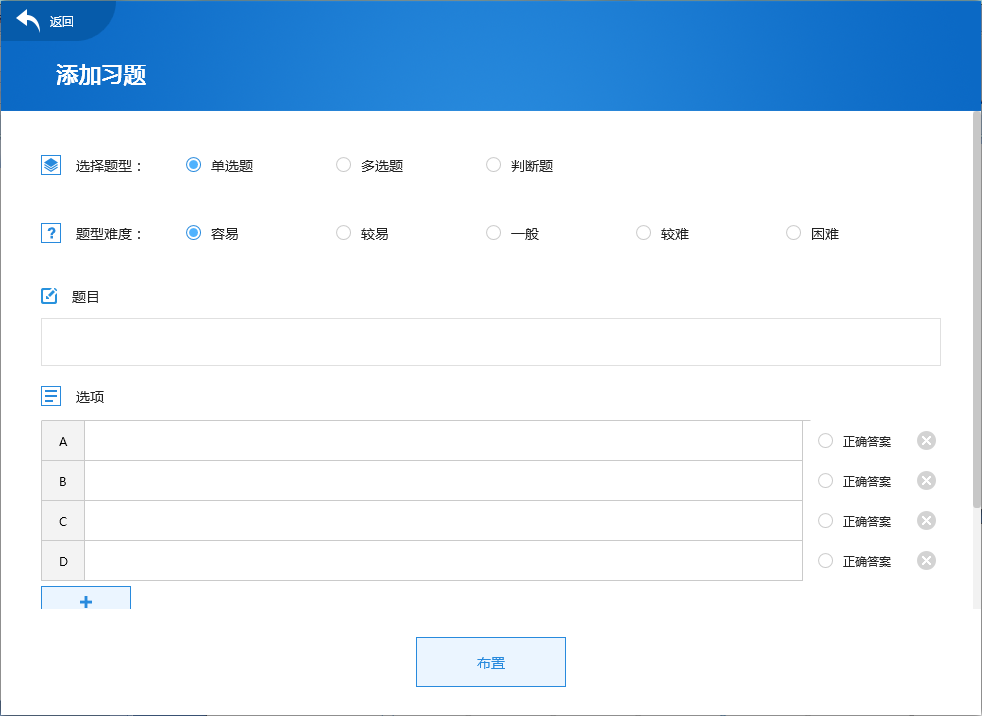 返回
添加习题
选择题型： 单选题 多选题 判断题
? 题型难度： 容易 较易 一般 较难 困难
题目
选项
A 正确答案
B 正确答案
C 正确答案
D 正确答案
+
布置